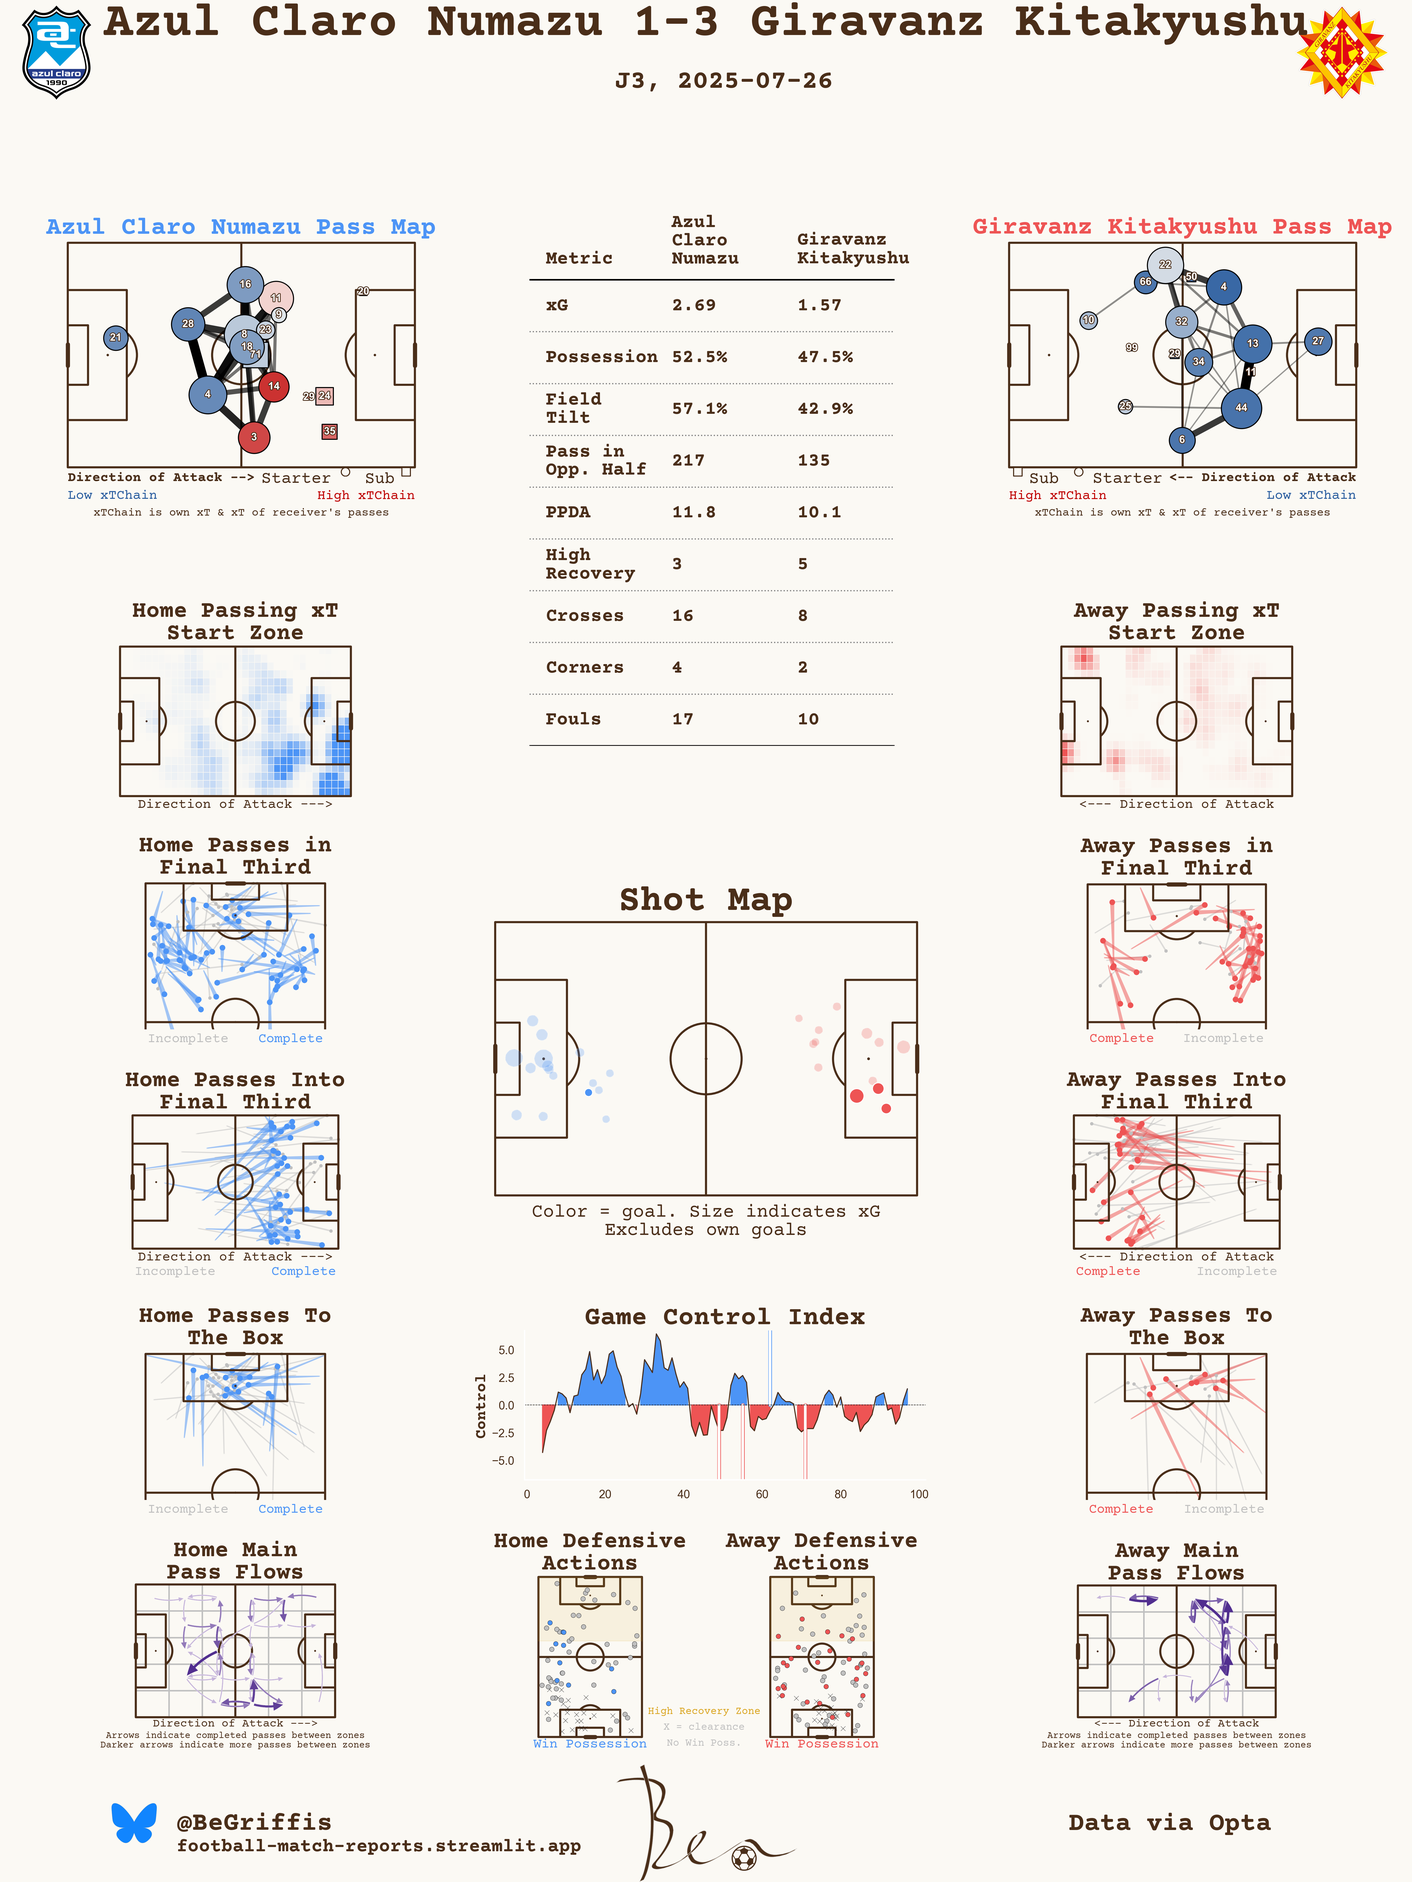 Azul Claro Numazu 1-3 Giravanz Kitakyushu
J3, 2025-07-26
azul claro
1990
GIRAVANZ
KITAKYUSHU
Azul Claro Numazu Pass Map
16
11
20
9
28
8
23
21
18
71
14
4
29
24
3
35
Direction of Attack --> Starter Sub
Low xTChain High xTChain
xTChain is own xT & xT of receiver's passes
Metric
Azul
Claro
Numazu
Giravanz
Kitakyushu
xG 2.69 1.57
Possession 52.5% 47.5%
Field
Tilt 57.1% 42.9%
Pass in
Opp. Half 217 135
PPDA 11.8 10.1
High
Recovery 3 5
Crosses 16 8
Corners 4 2
Fouls 17 10
Giravanz Kitakyushu Pass Map
22
50
66
4
10
32
13
27
99
29
34
11
25
44
6
Sub Starter <-- Direction of Attack
High xTChain Low xTChain
xTChain is own xT & xT of receiver's passes
Home Passing xT
Start Zone
Direction of Attack --->
Away Passing xT
Start Zone
<--- Direction of Attack
Home Passes in
Final Third
Incomplete Complete
Away Passes in
Final Third
Complete Incomplete
Shot Map
Color = goal. Size indicates xG
Excludes own goals
Home Passes Into
Final Third
Direction of Attack --->
Incomplete Complete
Away Passes Into
Final Third
<--- Direction of Attack
Complete Incomplete
Home Passes To
The Box
Incomplete Complete
Game Control Index
Control
5.0
2.5
0.0
−2.5
−5.0
0 20 40 60 80 100
Away Passes To
The Box
Complete Incomplete
Home Main
Pass Flows
Direction of Attack --->
Arrows indicate completed passes between zones
Darker arrows indicate more passes between zones
Home Defensive
Actions
Win Possession
High Recovery Zone
X = clearance
No Win Poss.
Away Defensive
Actions
Win Possession
Away Main
Pass Flows
<--- Direction of Attack
Arrows indicate completed passes between zones
Darker arrows indicate more passes between zones
@BeGriffis
football-match-reports.streamlit.app
Ben
Data via Opta